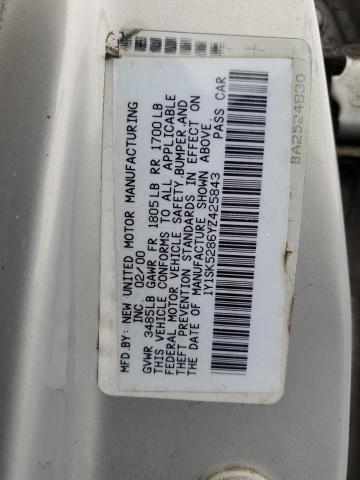 MFD.BY: NEW UNITED MOTOR MANUFACTURING
INC. 02/00
GVWR 3485LB GAWR FR 1805LB RR 1700LB
THIS VEHICLE CONFORMS TO ALL APPLICABLE
FEDERAL MOTOR VEHICLE SAFETY,BUMPER,AND
THEFT PREVENTION STANDARDS IN EFFECT ON
THE DATE OF MANUFACTURE SHOWN ABOVE.
1Y1SK5286YZ425843 PASS CAR
BA2524830